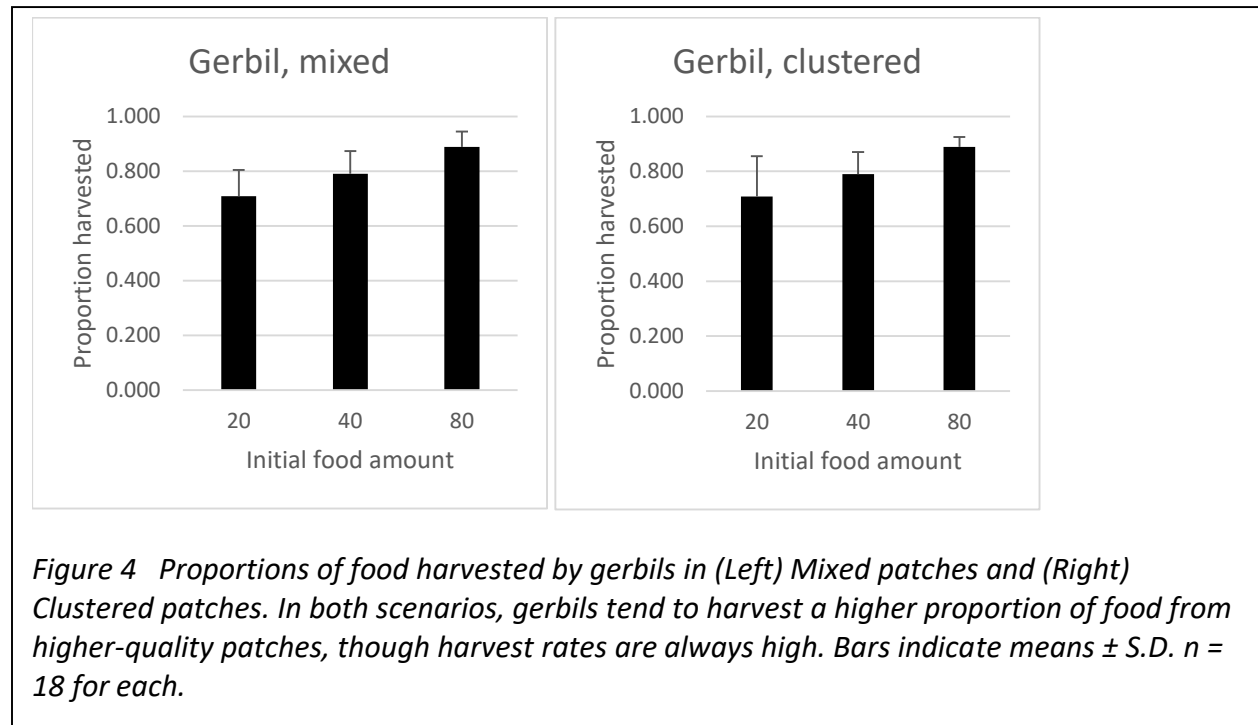 Gerbil, mixed
Proportion harvested
1.000
0.800
0.600
0.400
0.200
0.000
20 40 80
Initial food amount
Gerbil, clustered
Proportion harvested
1.000
0.800
0.600
0.400
0.200
0.000
20 40 80
Initial food amount
Figure 4 Proportions of food harvested by gerbils in (Left) Mixed patches and (Right)
Clustered patches. In both scenarios, gerbils tend to harvest a higher proportion of food from
higher-quality patches, though harvest rates are always high. Bars indicate means ± S.D. n =
18 for each.